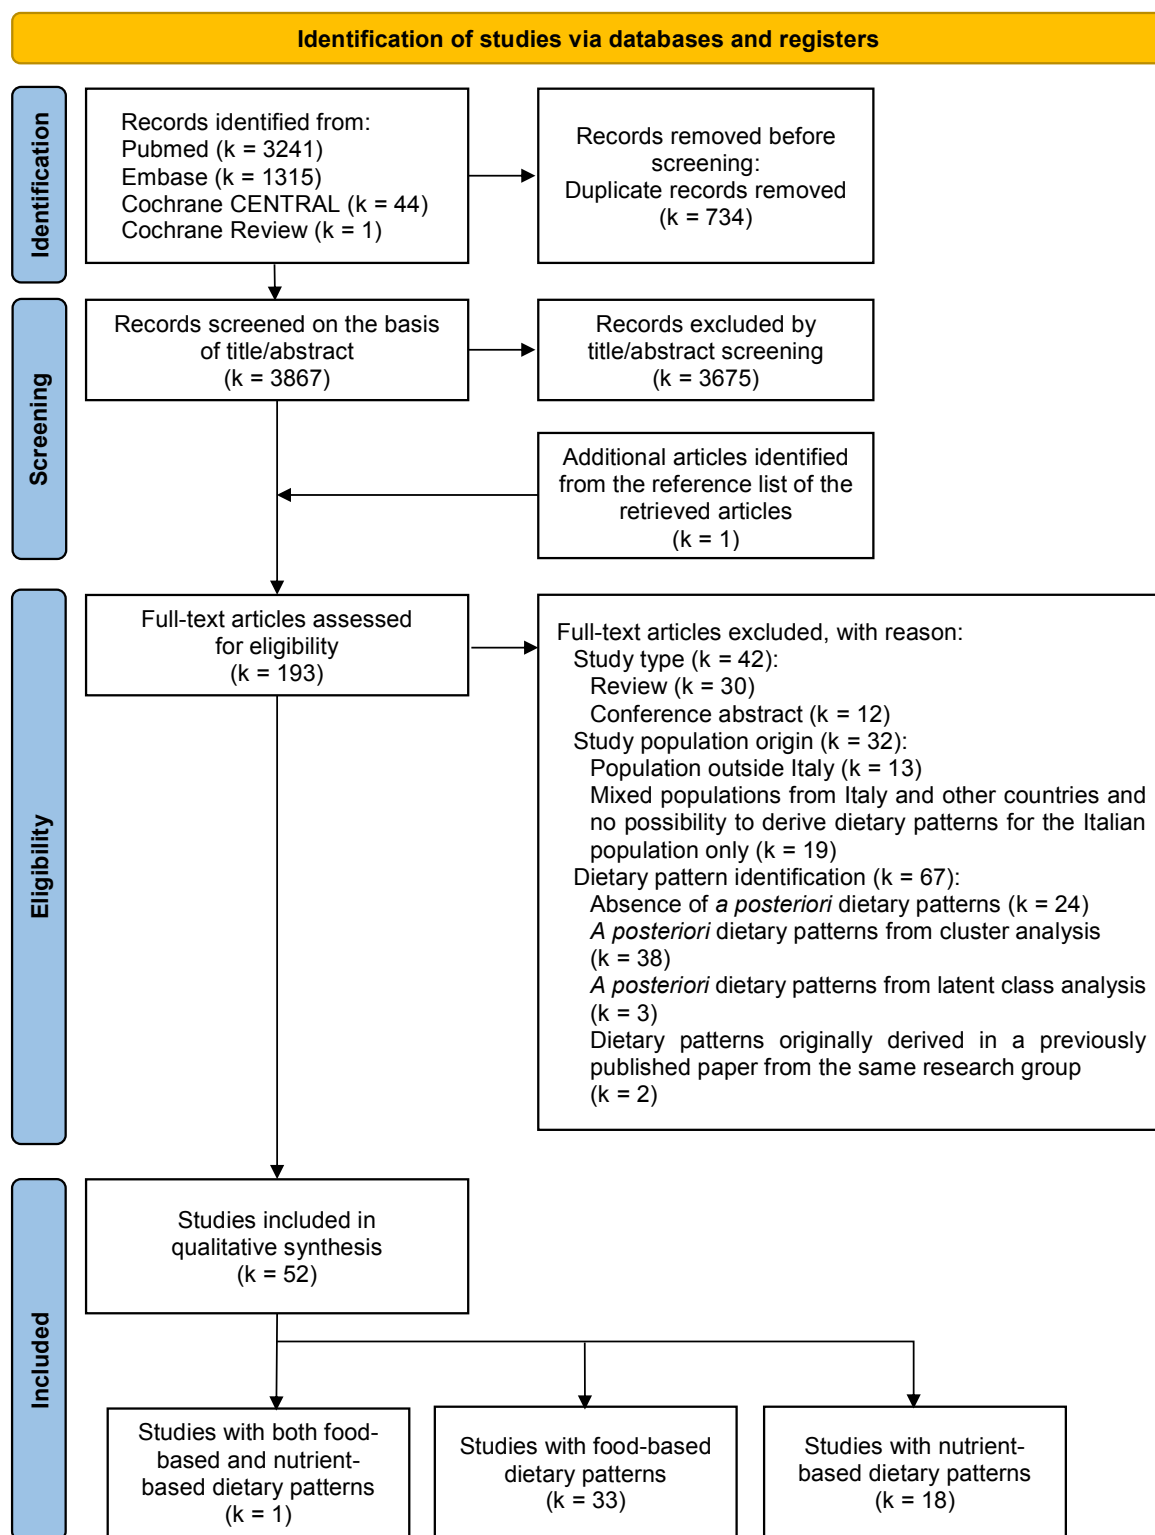 Identification of studies via databases and registers
Identification
Records identified from:
Pubmed (k = 3241)
Embase (k = 1315)
Cochrane CENTRAL (k = 44)
Cochrane Review (k = 1)
Records removed before
screening:
Duplicate records removed
(k = 734)
Screening
Records screened on the basis
of title/abstract
(k = 3867)
Records excluded by
title/abstract screening
(k = 3675)
Additional articles identified
from the reference list of the
retrieved articles
(k = 1)
Eligibility
Full-text articles assessed
for eligibility
(k = 193)
Full-text articles excluded, with reason:
Study type (k = 42):
Review (k = 30)
Conference abstract (k = 12)
Study population origin (k = 32):
Population outside Italy (k = 13)
Mixed populations from Italy and other countries and
no possibility to derive dietary patterns for the Italian
population only (k = 19)
Dietary pattern identification (k = 67):
Absence of a posteriori dietary patterns (k = 24)
A posteriori dietary patterns from cluster analysis
(k = 38)
A posteriori dietary patterns from latent class analysis
(k = 3)
Dietary patterns originally derived in a previously
published paper from the same research group
(k = 2)
Included
Studies included in
qualitative synthesis
(k = 52)
Studies with both food-
based and nutrient-
based dietary patterns
(k = 1)
Studies with food-based
dietary patterns
(k = 33)
Studies with nutrient-
based dietary patterns
(k = 18)